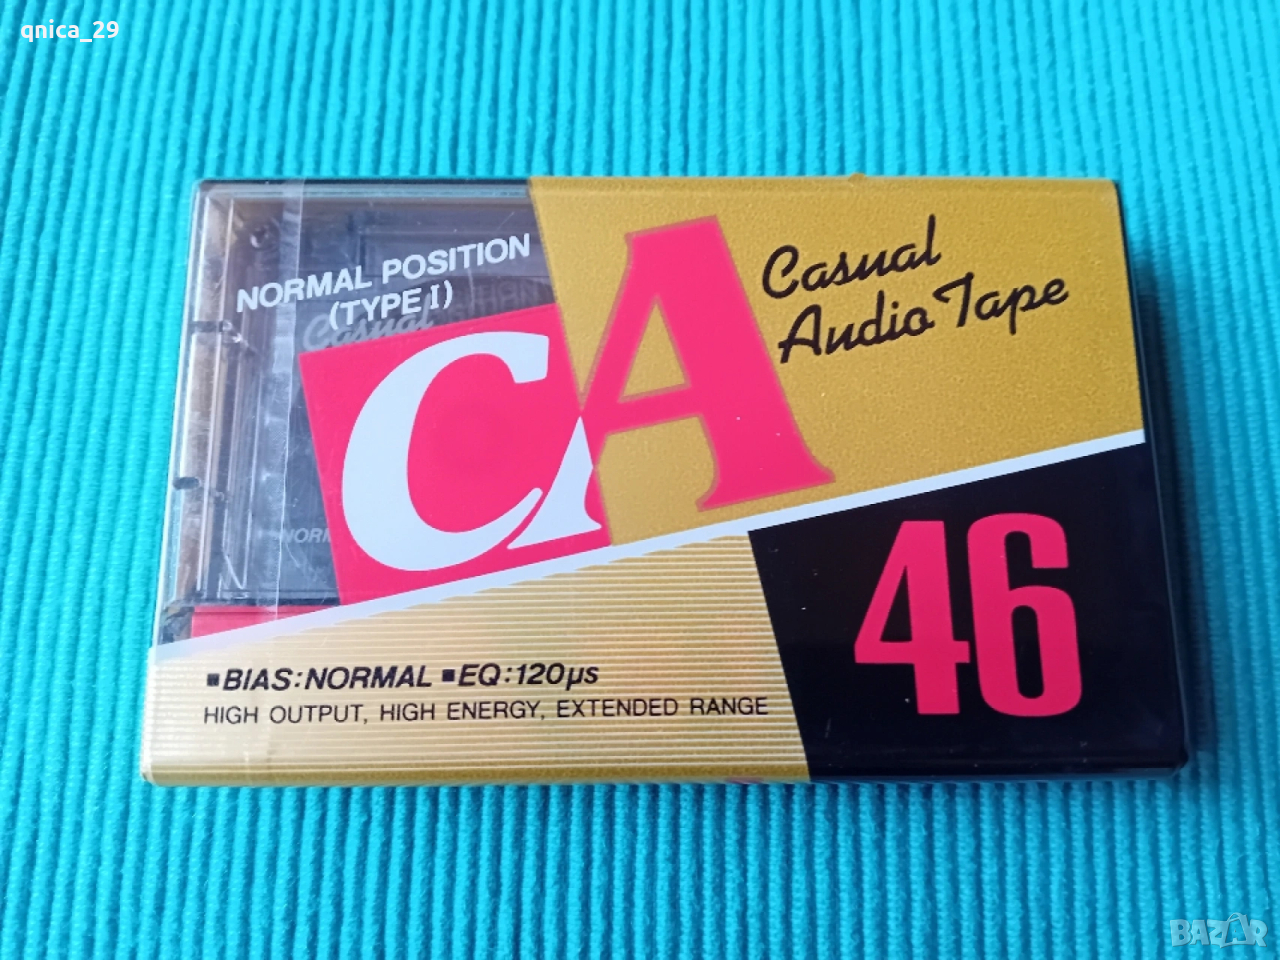 qnica_29
NORMAL POSITION
(TYPE I)
Casual
CA
Casual
Audio Tape
NORM
46
■BIAS:NORMAL ■EQ:120µs
HIGH OUTPUT, HIGH ENERGY, EXTENDED RANGE
BAZAR